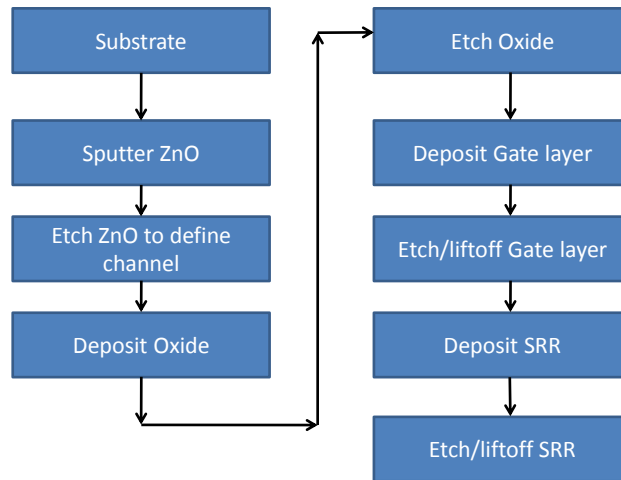 Substrate
Sputter ZnO
Etch ZnO to define
channel
Deposit Oxide
Etch Oxide
Deposit Gate layer
Etch/liftoff Gate layer
Deposit SRR
Etch/liftoff SRR